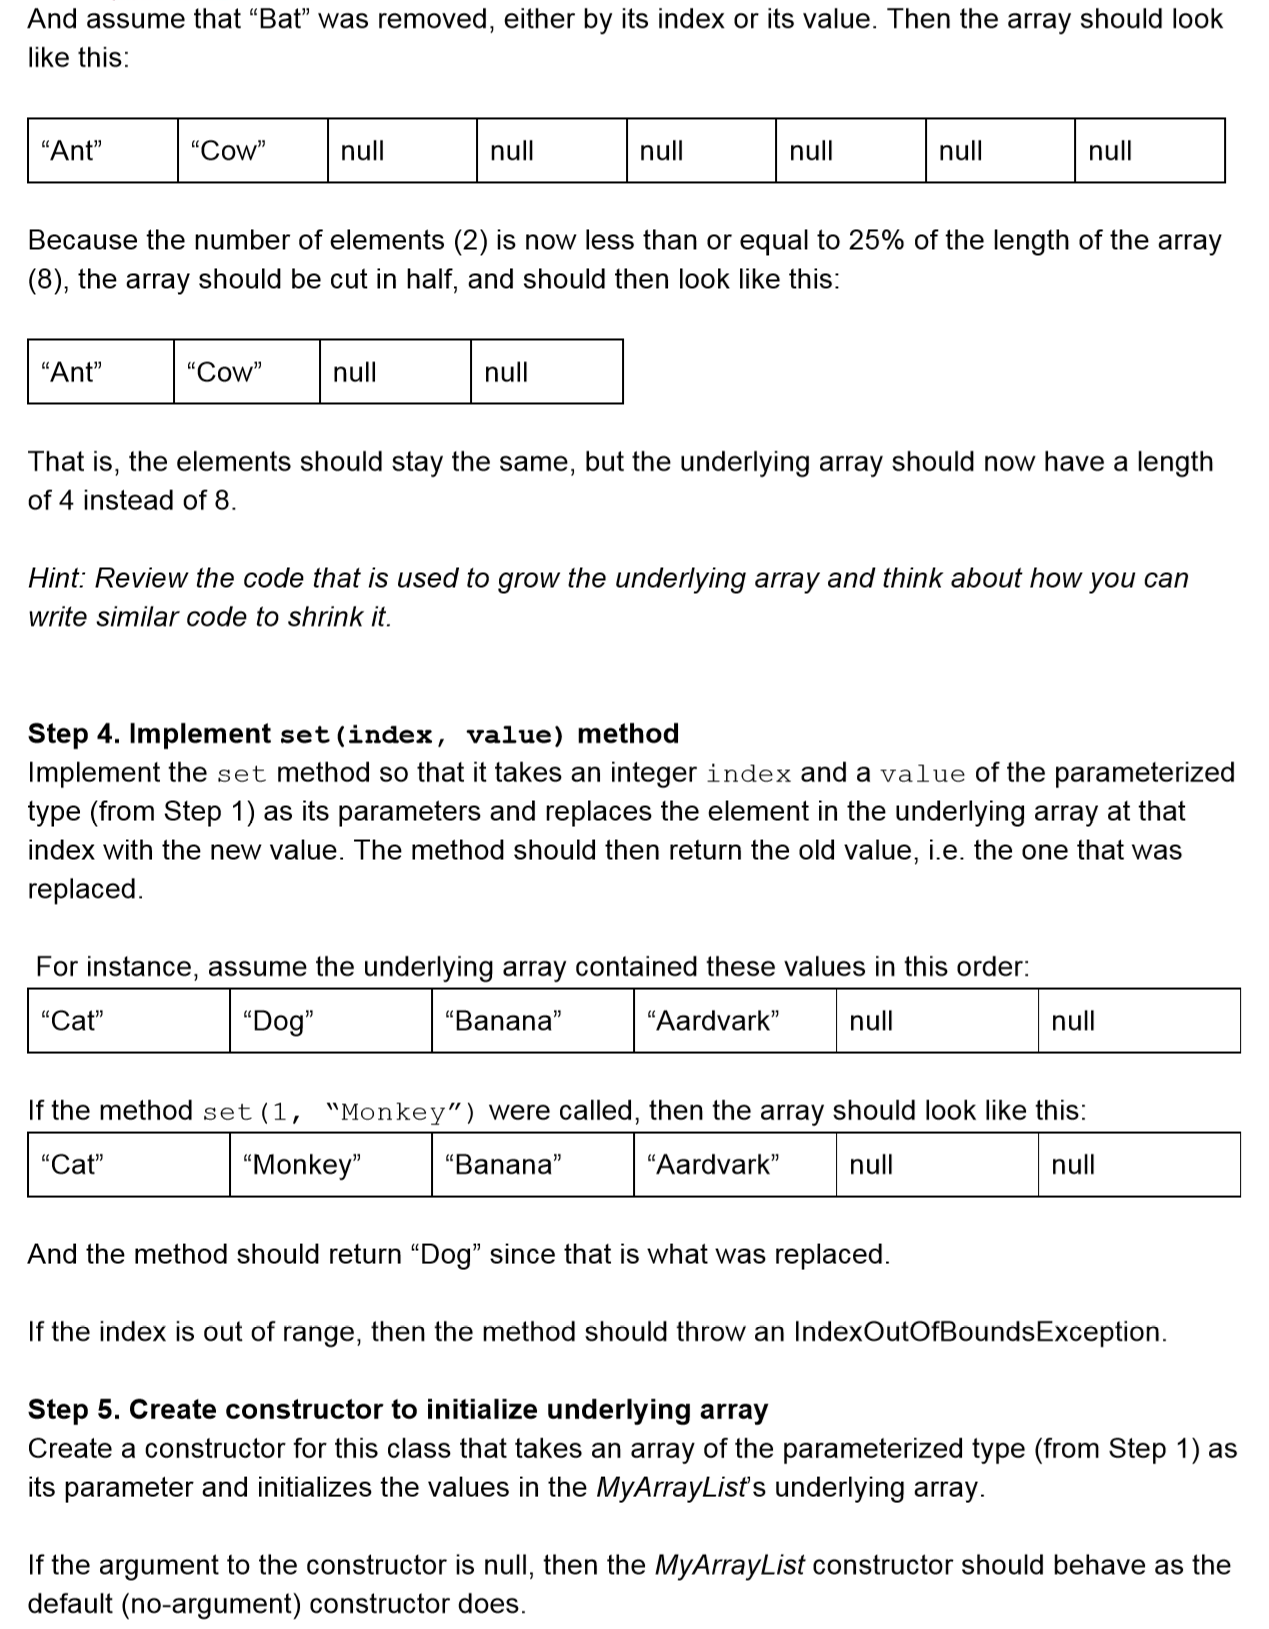 And assume that “Bat” was removed, either by its index or its value. Then the array should look
like this:
“Ant” “Cow” null null null null null null
Because the number of elements (2) is now less than or equal to 25% of the length of the array
(8), the array should be cut in half, and should then look like this:
“Ant” “Cow” null null
That is, the elements should stay the same, but the underlying array should now have a length
of 4 instead of 8.
Hint: Review the code that is used to grow the underlying array and think about how you can
write similar code to shrink it.
Step 4. Implement set(index, value) method
Implement the set method so that it takes an integer index and a value of the parameterized
type (from Step 1) as its parameters and replaces the element in the underlying array at that
index with the new value. The method should then return the old value, i.e. the one that was
replaced.
For instance, assume the underlying array contained these values in this order:
“Cat” “Dog” “Banana” “Aardvark” null null
If the method set(1, “Monkey”) were called, then the array should look like this:
“Cat” “Monkey” “Banana” “Aardvark” null null
And the method should return “Dog” since that is what was replaced.
If the index is out of range, then the method should throw an IndexOutOfBoundsException.
Step 5. Create constructor to initialize underlying array
Create a constructor for this class that takes an array of the parameterized type (from Step 1) as
its parameter and initializes the values in the MyArrayList’s underlying array.
If the argument to the constructor is null, then the MyArrayList constructor should behave as the
default (no-argument) constructor does.